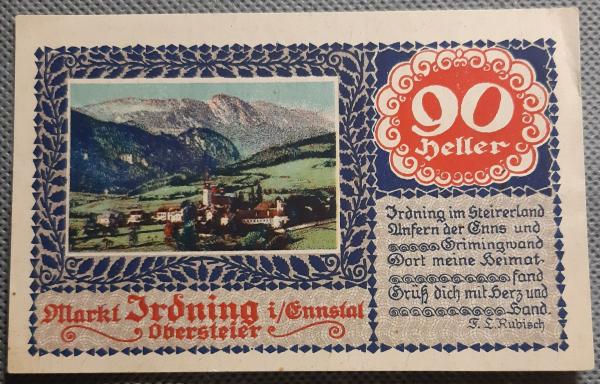 90
Heller
Irdning im Steirerland
Unfern der Enns und
Grimingwand
Dort meine Heimat-
fand
Grüß dich mit Herz und
Hand.
F. L. Rubisch
Markt Irdning i/Ennstal
Obersteier